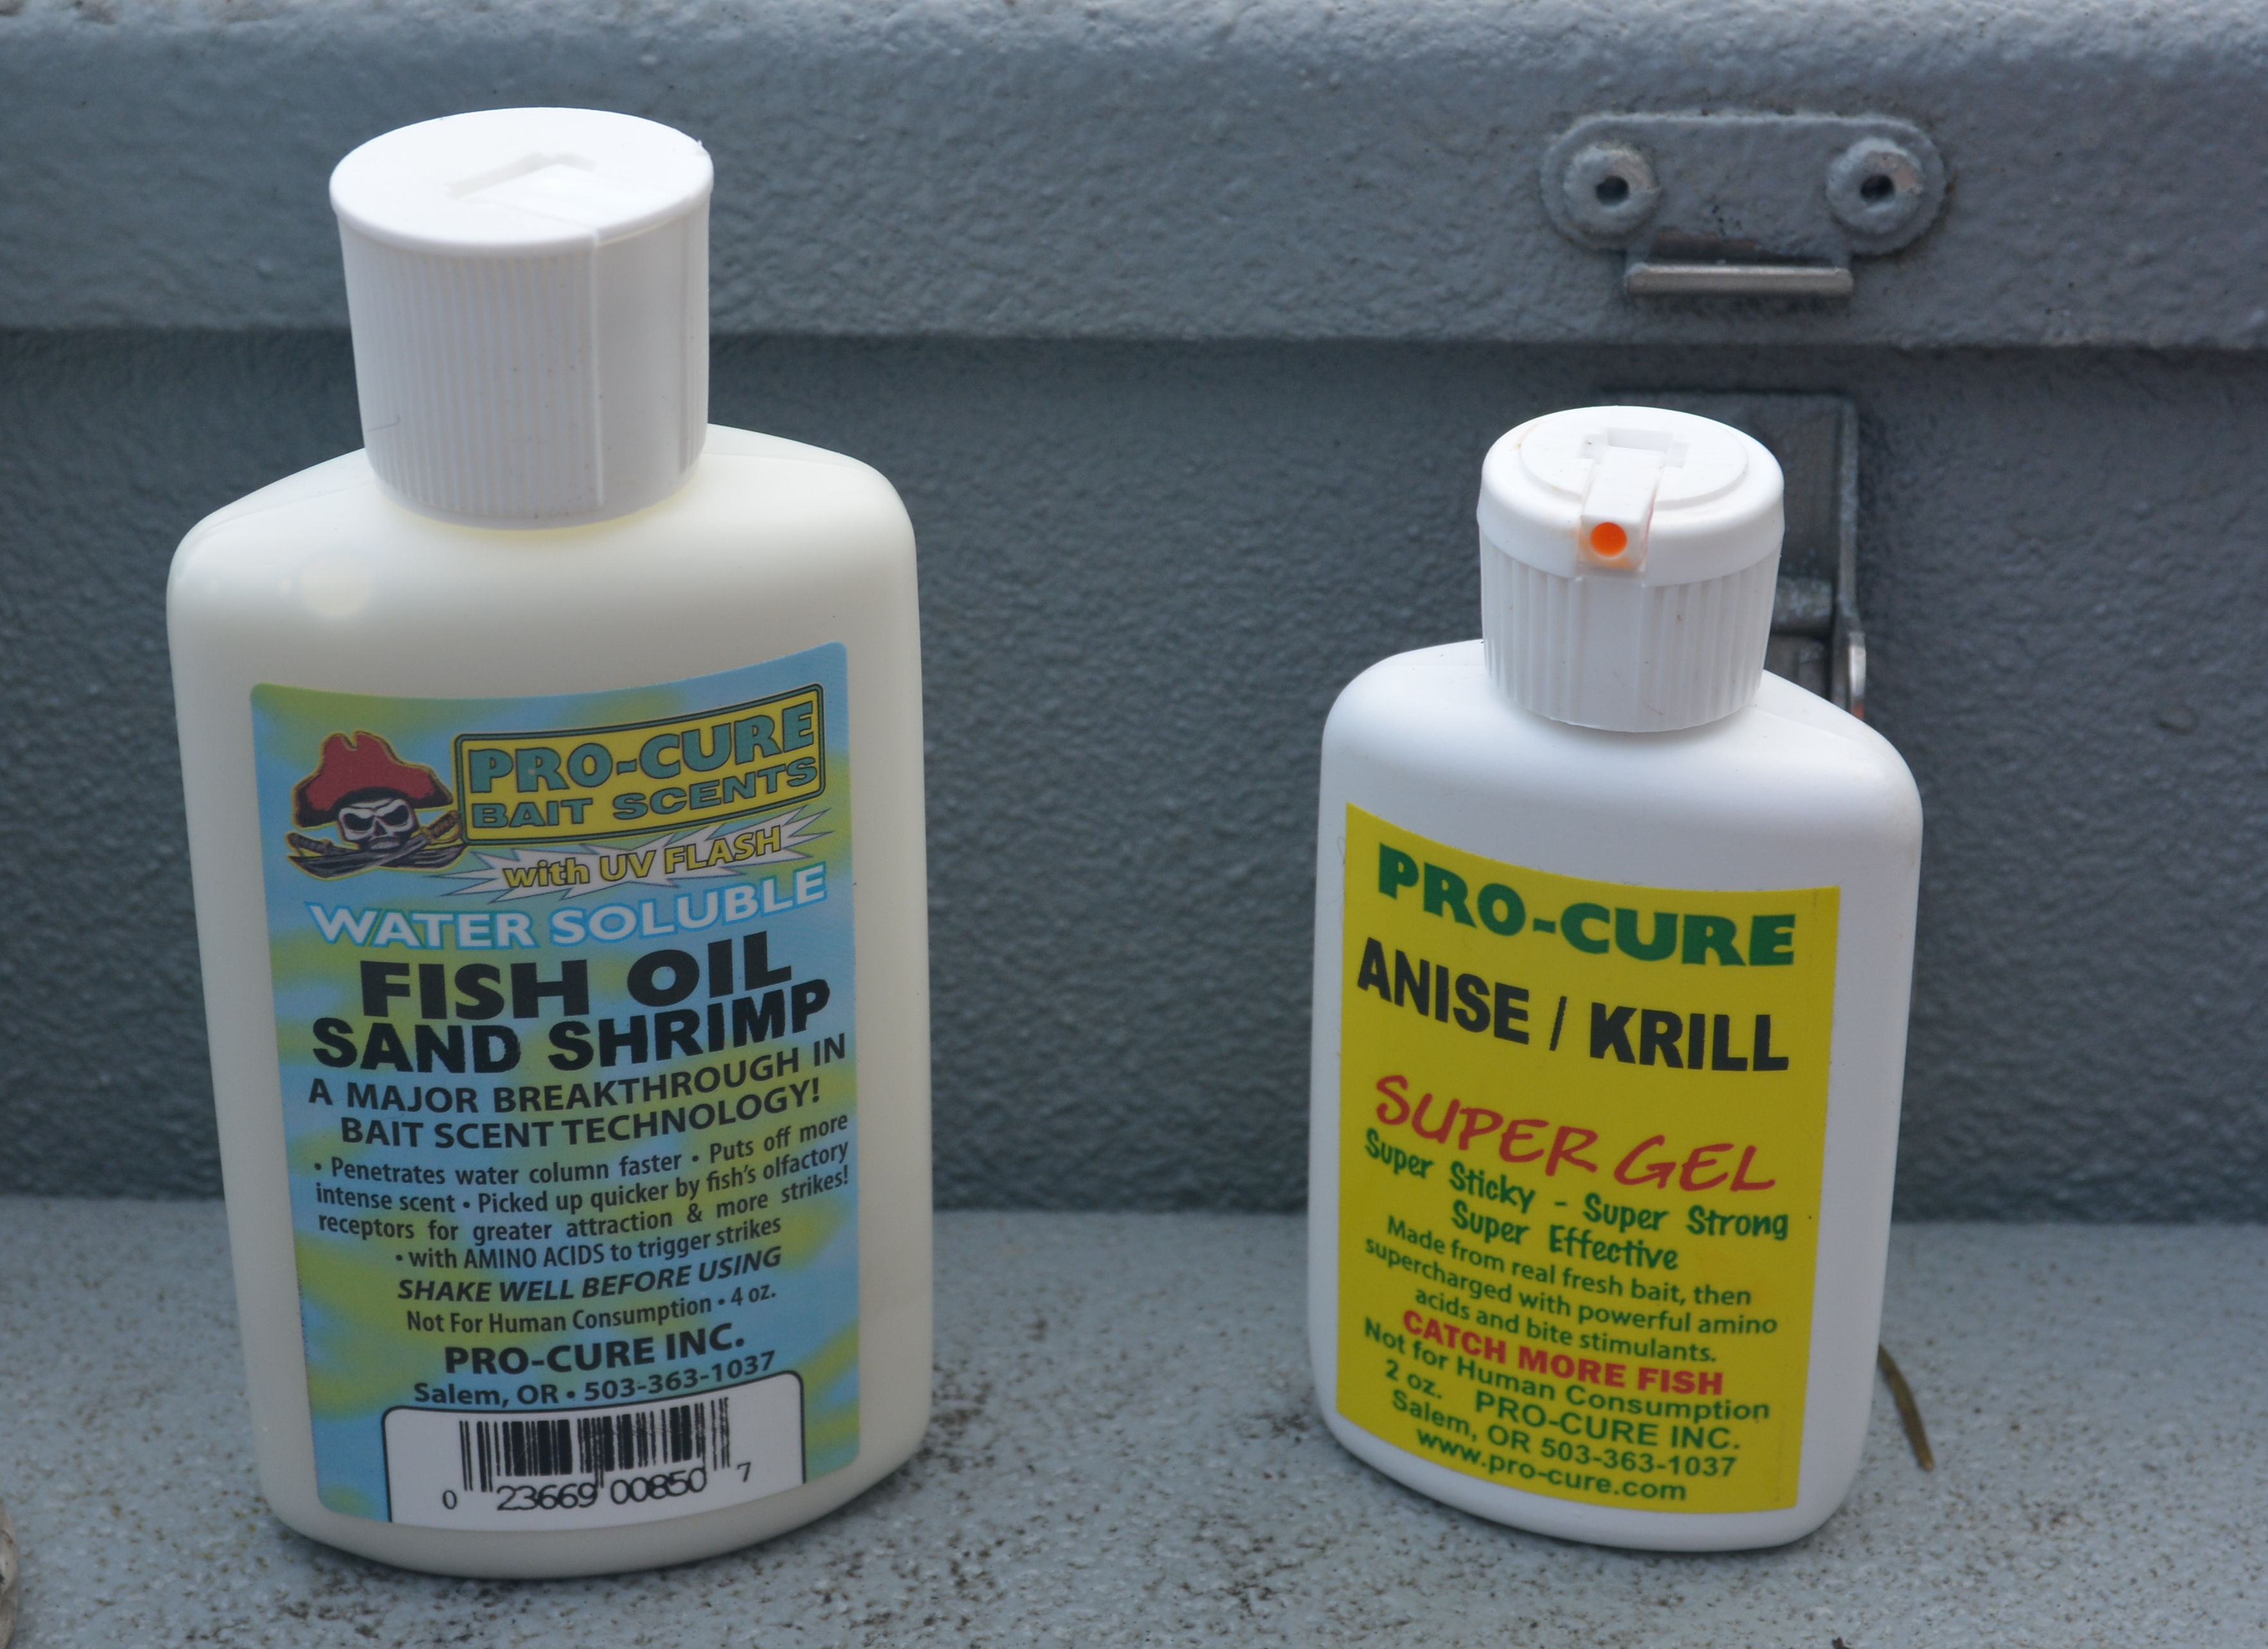 PRO-CURE
BAIT SCENTS
with UV FLASH
WATER SOLUBLE
FISH OIL
SAND SHRIMP
A MAJOR BREAKTHROUGH IN
BAIT SCENT TECHNOLOGY!
• Penetrates water column faster • Puts off more
intense scent • Picked up quicker by fish's olfactory
receptors for greater attraction & more strikes!
• with AMINO ACIDS to trigger strikes
SHAKE WELL BEFORE USING
Not For Human Consumption • 4 oz.
PRO-CURE INC.
Salem, OR • 503-363-1037
0 23669 00850 7
PRO-CURE
ANISE / KRILL
SUPER GEL
Super Sticky - Super Strong
Super Effective
Made from real fresh bait, then
supercharged with powerful amino
acids and bite stimulants.
CATCH MORE FISH
Not for Human Consumption
2 oz. PRO-CURE INC.
Salem, OR 503-363-1037
www.pro-cure.com